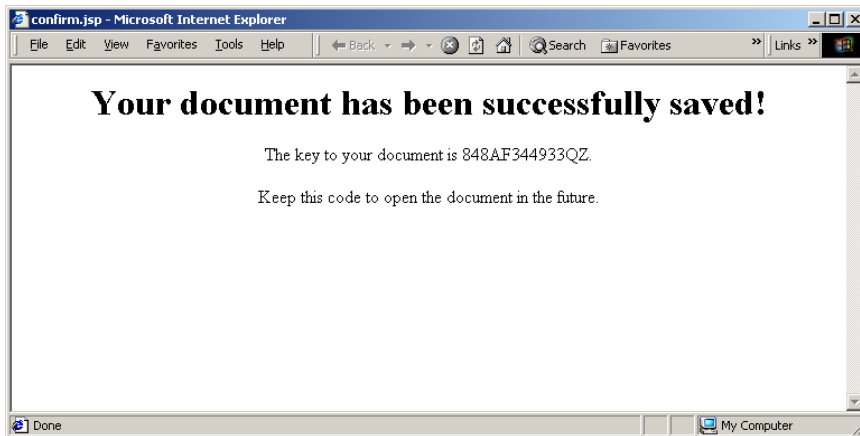 confirm.jsp - Microsoft Internet Explorer
File Edit View Favorites Tools Help Back Search Favorites » Links »
Your document has been successfully saved!
The key to your document is 848AF344933QZ.
Keep this code to open the document in the future.
Done My Computer